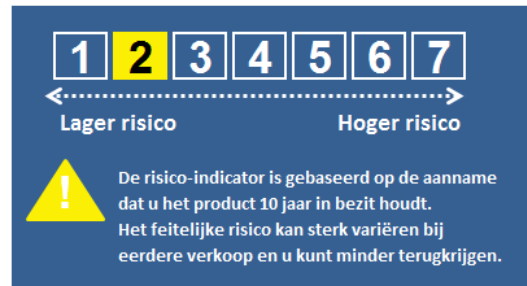 1 2 3 4 5 6 7
Lager risico Hoger risico
!
De risico-indicator is gebaseerd op de aanname
dat u het product 10 jaar in bezit houdt.
Het feitelijke risico kan sterk variëren bij
eerdere verkoop en u kunt minder terugkrijgen.